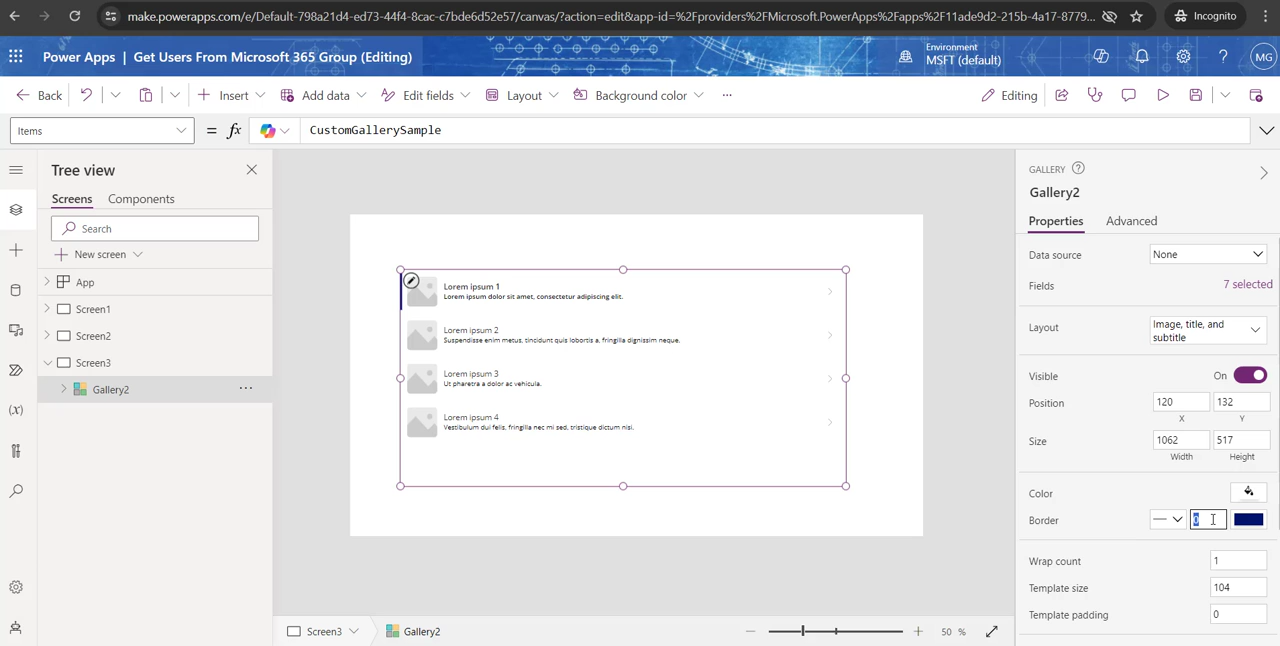 make.powerapps.com/e/Default-798a21d4-ed73-44f4-8cac-c7bde6d52e57/canvas/?action=edit&app-id=%2Fproviders%2FMicrosoft.PowerApps%2Fapps%2F11ade9d2-215b-4a17-8779...
Incognito
Power Apps | Get Users From Microsoft 365 Group (Editing)
Environment
MSFT (default)
MG
Back
Insert
Add data
Edit fields
Layout
Background color
...
Editing
Items
= fx
CustomGallerySample
Tree view
Screens
Components
Search
New screen
App
Screen1
Screen2
Screen3
Gallery2
...
Lorem ipsum 1
Lorem ipsum dolor sit amet, consectetur adipiscing elit.
Lorem ipsum 2
Suspendisse enim metus, tincidunt quis lobortis a, fringilla dignissim neque.
Lorem ipsum 3
Ut pharetra a dolor ac vehicula.
Lorem ipsum 4
Vestibulum dui felis, fringilla nec mi sed, tristique dictum nisi.
Screen3
Gallery2
50 %
GALLERY
Gallery2
Properties
Advanced
Data source
None
Fields
7 selected
Layout
Image, title, and
subtitle
Visible
On
Position
120
132
X
Y
Size
1062
517
Width
Height
Color
Border
0
Wrap count
1
Template size
104
Template padding
0